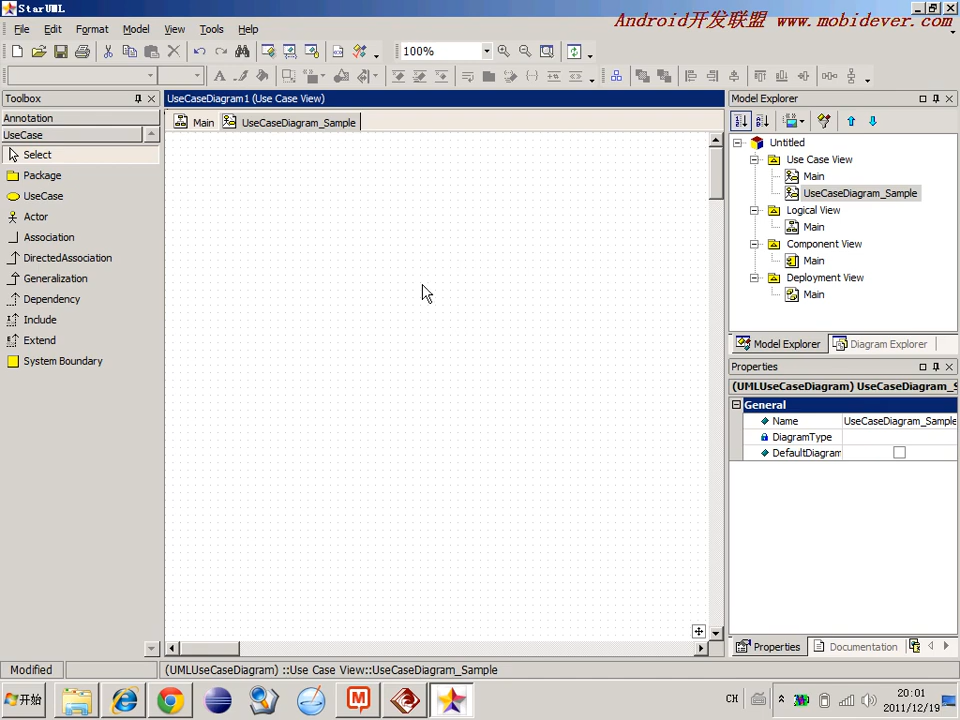 StarUML
Android开发联盟 www.mobidever.com
File Edit Format Model View Tools Help
100%
Toolbox
UseCaseDiagram1 (Use Case View)
Model Explorer
Annotation
UseCase
Main
UseCaseDiagram_Sample
Select
Package
UseCase
Actor
Association
DirectedAssociation
Generalization
Dependency
Include
Extend
System Boundary
Untitled
Use Case View
Main
UseCaseDiagram_Sample
Logical View
Main
Component View
Main
Deployment View
Main
Model Explorer
Diagram Explorer
Properties
(UMLUseCaseDiagram) UseCaseDiagram_S
General
Name UseCaseDiagram_Sample
DiagramType
DefaultDiagram
Properties
Documentation
Modified
(UMLUseCaseDiagram) ::Use Case View::UseCaseDiagram_Sample
开始
CH
20:01
2011/12/19